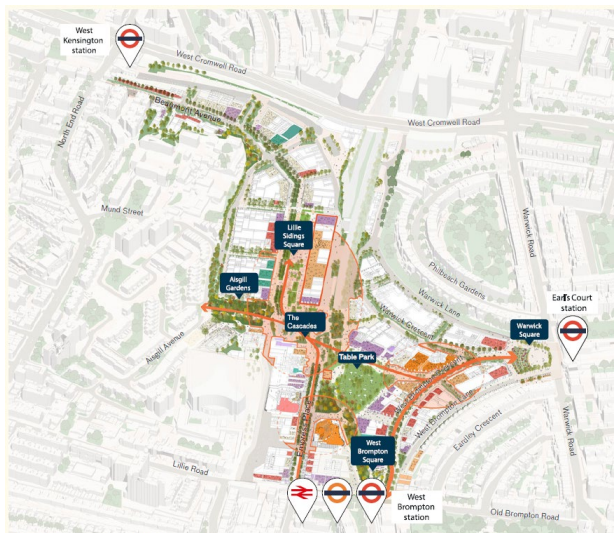 West
Kensington
station
West Cromwell Road
North End Road
Beaumont Avenue
West Cromwell Road
Mund Street
Lillie
Sidings
Square
Warwick Road
Philbeach Gardens
Aisgill
Gardens
Warwick Lane
Earl's Court
station
The
Cascades
Warwick
Square
Aisgill Avenue
Table Park
Eardley Crescent
Warwick Road
West
Brompton
Square
Lillie Road
West
Brompton
station
Old Brompton Road